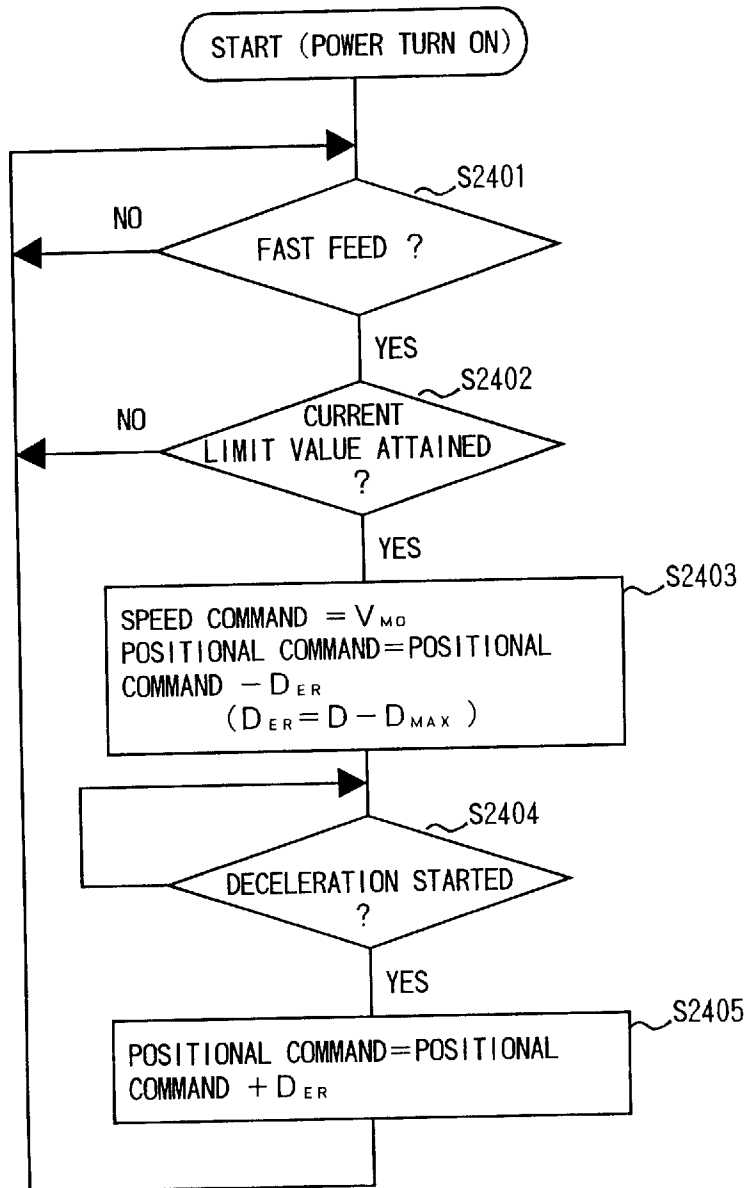 START (POWER TURN ON)
S2401
NO
FAST FEED ?
YES
S2402
NO
CURRENT
LIMIT VALUE ATTAINED
?
YES
S2403
SPEED COMMAND = VMO
POSITIONAL COMMAND=POSITIONAL
COMMAND - DER
(DER=D-DMAX)
S2404
DECELERATION STARTED
?
YES
S2405
POSITIONAL COMMAND=POSITIONAL
COMMAND + DER